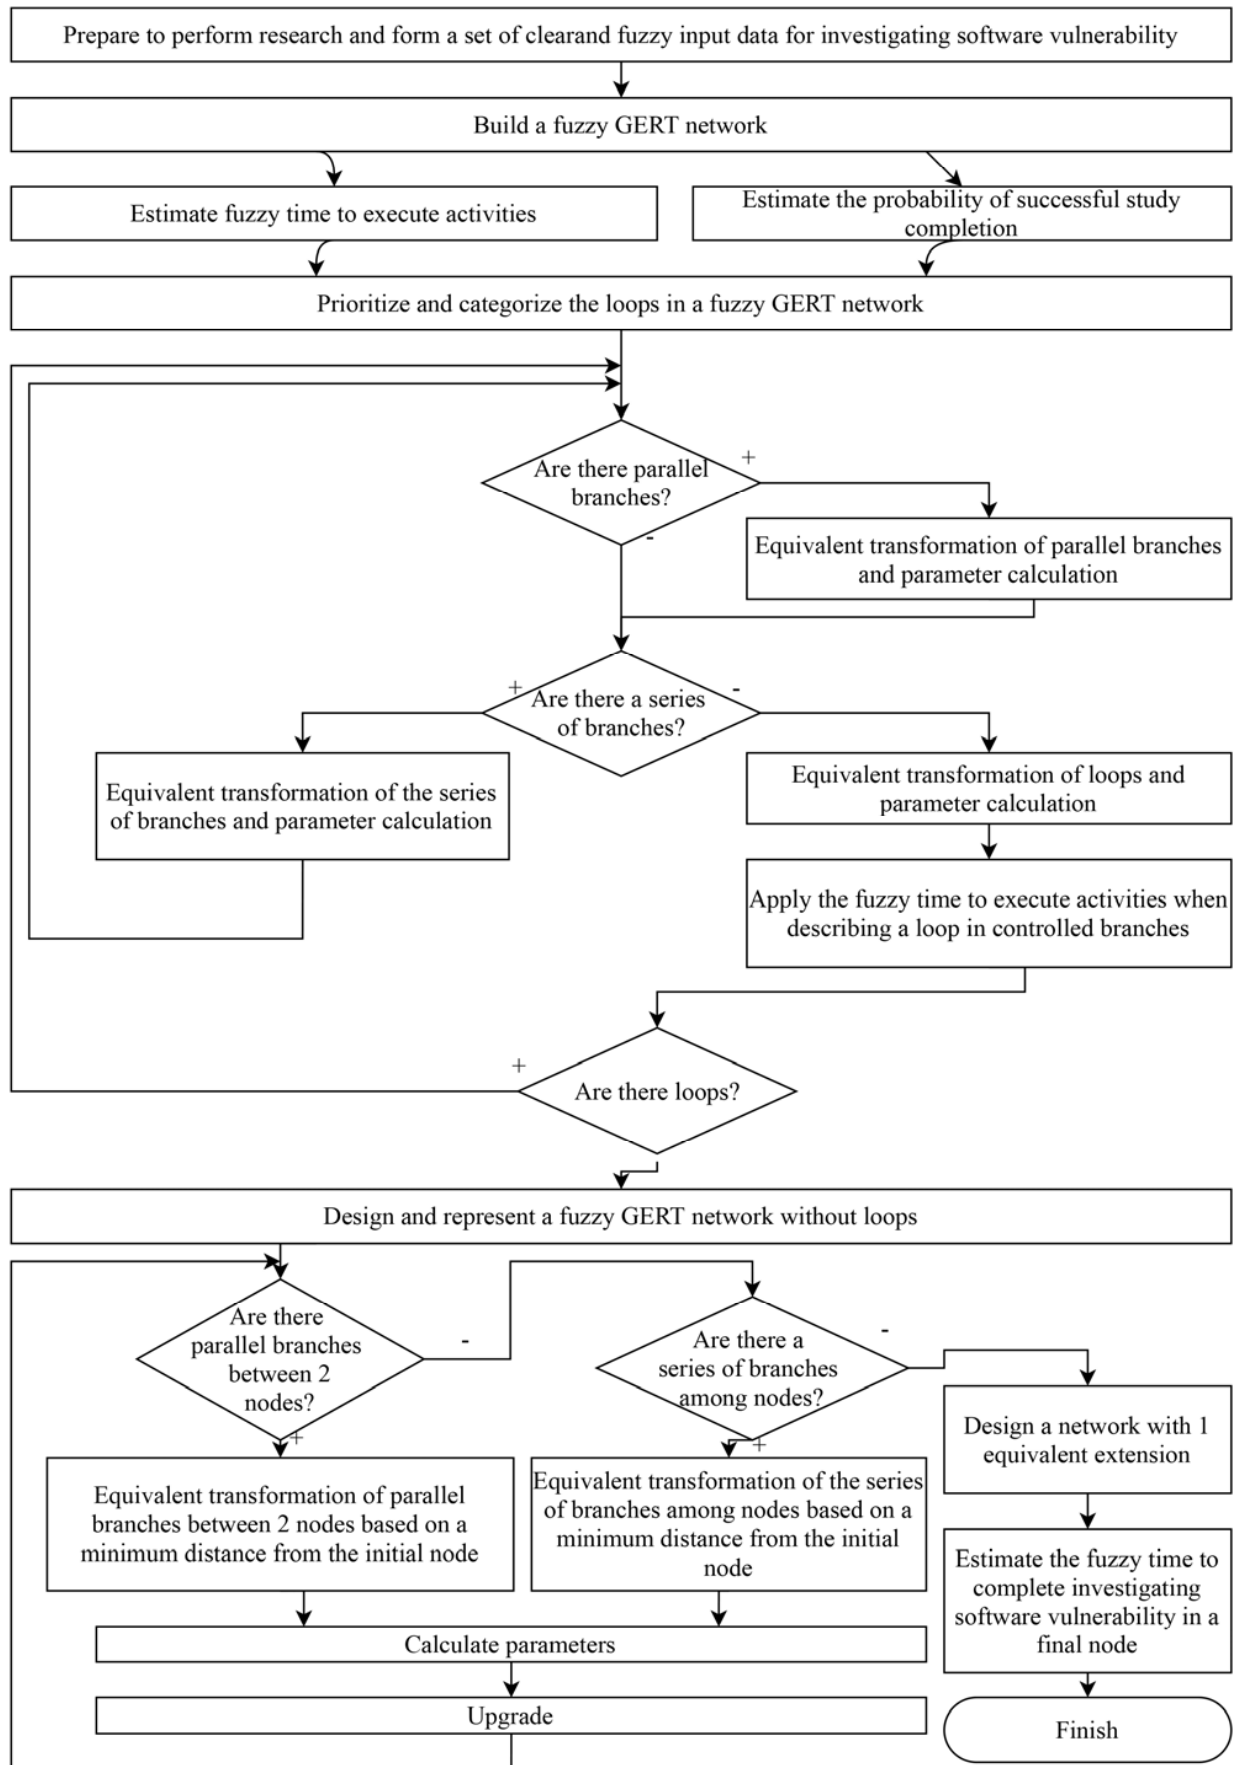 Prepare to perform research and form a set of clearand fuzzy input data for investigating software vulnerability
Build a fuzzy GERT network
Estimate fuzzy time to execute activities
Estimate the probability of successful study
completion
Prioritize and categorize the loops in a fuzzy GERT network
Are there parallel
branches?
+
-
Equivalent transformation of parallel branches
and parameter calculation
Are there a series
of branches?
+
-
Equivalent transformation of the series
of branches and parameter calculation
Equivalent transformation of loops and
parameter calculation
Apply the fuzzy time to execute activities when
describing a loop in controlled branches
+
Are there loops?
Design and represent a fuzzy GERT network without loops
Are there
parallel branches
between 2
nodes?
-
+
Are there a
series of branches
among nodes?
-
+
Design a network with 1
equivalent extension
Equivalent transformation of parallel
branches between 2 nodes based on a
minimum distance from the initial node
Equivalent transformation of the series
of branches among nodes based on a
minimum distance from the initial
node
Estimate the fuzzy time to
complete investigating
software vulnerability in a
final node
Calculate parameters
Upgrade
Finish